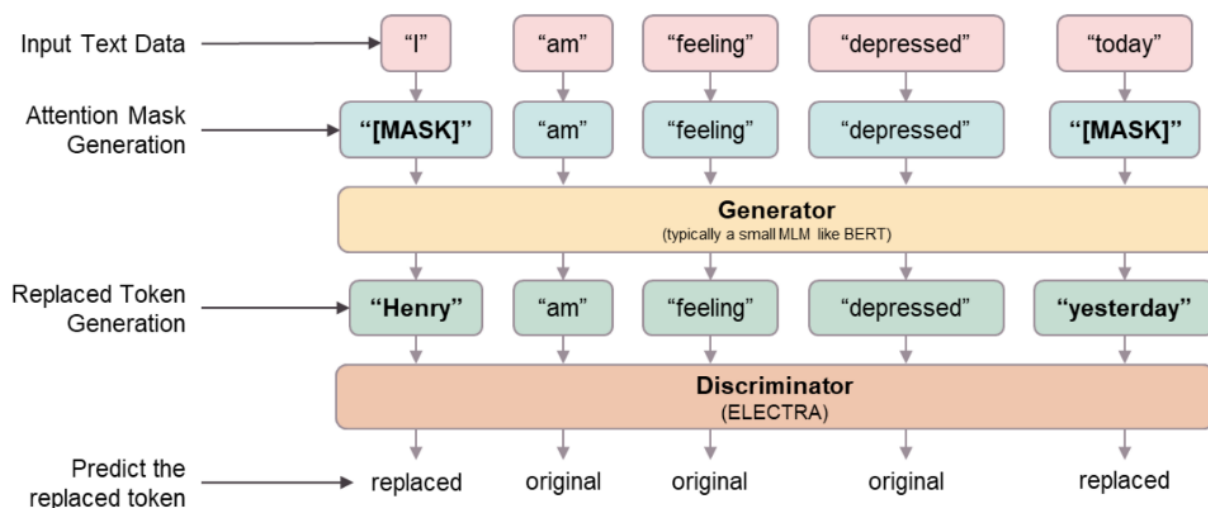 Input Text Data “I” “am” “feeling” “depressed” “today”
Attention Mask
Generation
“[MASK]” “am” “feeling” “depressed” “[MASK]”
Generator
(typically a small MLM like BERT)
Replaced Token
Generation
“Henry” “am” “feeling” “depressed” “yesterday”
Discriminator
(ELECTRA)
Predict the
replaced token
replaced original original original replaced